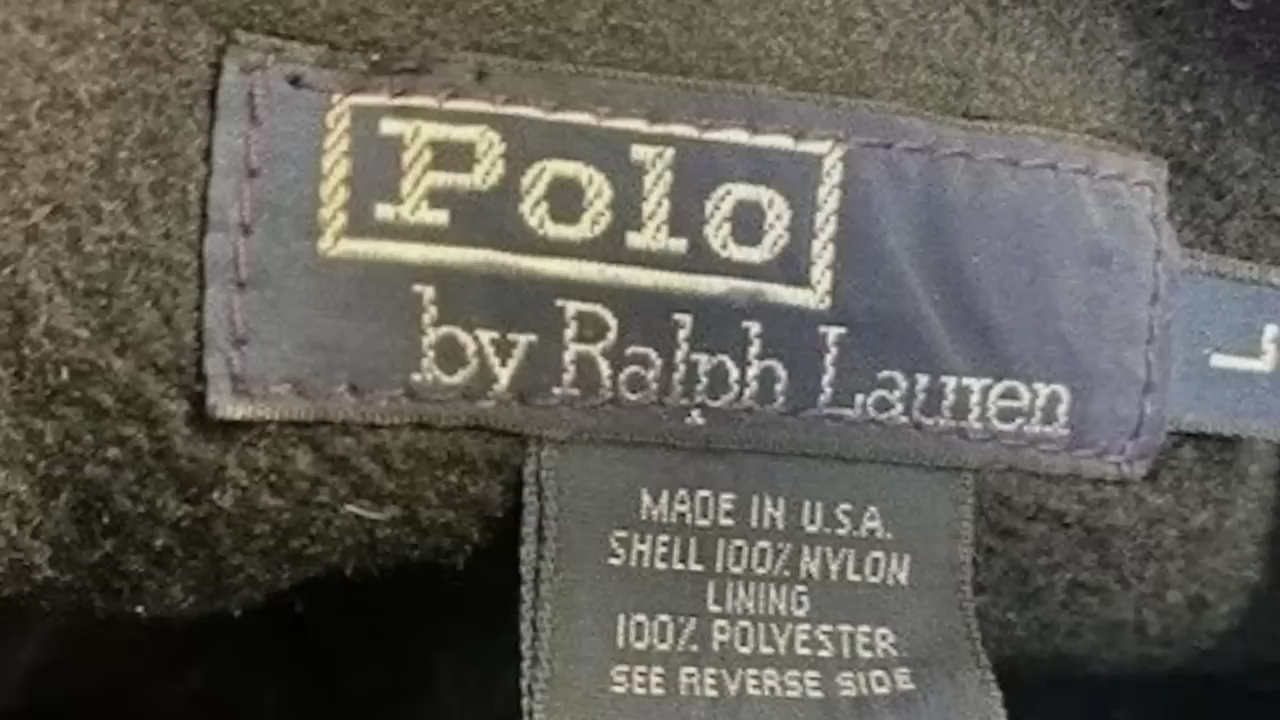 Polo
by Ralph Lauren
L
MADE IN U.S.A.
SHELL 100% NYLON
LINING
100% POLYESTER
SEE REVERSE SIDE